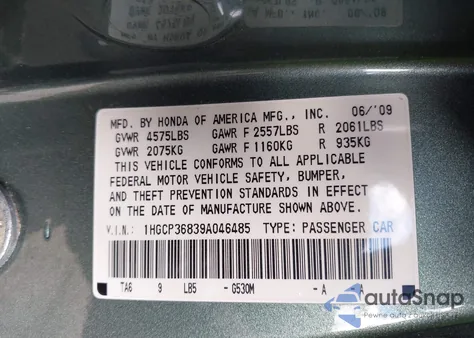 MFD. BY HONDA OF AMERICA MFG., INC. 06/'09
GVWR 4575LBS GAWR F 2557LBS R 2061LBS
GVWR 2075KG GAWR F 1160KG R 935KG
THIS VEHICLE CONFORMS TO ALL APPLICABLE
FEDERAL MOTOR VEHICLE SAFETY, BUMPER,
AND THEFT PREVENTION STANDARDS IN EFFECT
ON THE DATE OF MANUFACTURE SHOWN ABOVE.
V.I.N.: 1HGCP36839A046485 TYPE: PASSENGER CAR
TA6 9 LB5 - G530M - A A
autoSnap